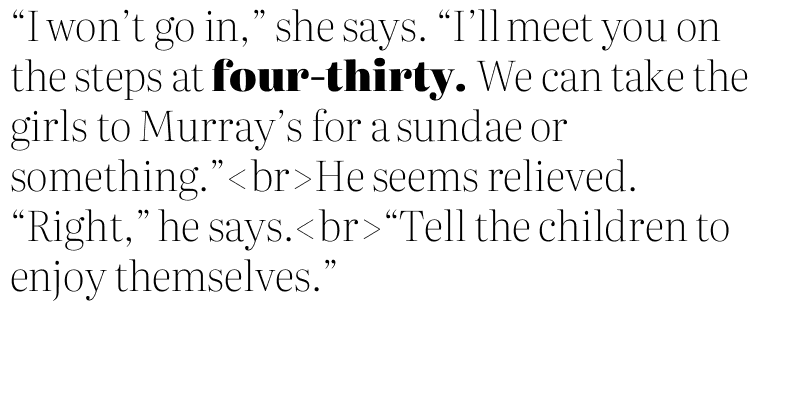 “I won’t go in,” she says. “I’ll meet you on
the steps at four-thirty. We can take the
girls to Murray’s for a sundae or
something.”<br>He seems relieved.
“Right,” he says.<br>“Tell the children to
enjoy themselves.”